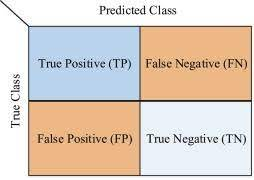 Predicted Class
True Class
True Positive (TP)
False Negative (FN)
False Positive (FP)
True Negative (TN)